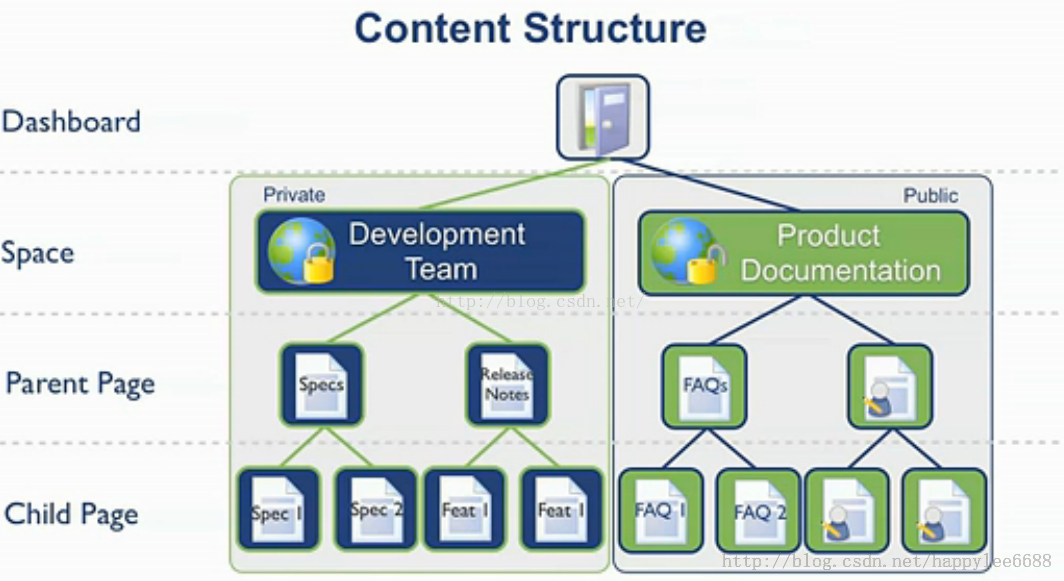 Content Structure
Dashboard
Private
Public
Space
Development
Team
Product
Documentation
http://blog.csdn.net/
Parent Page
Specs
Release
Notes
FAQs
Child Page
Spec 1
Spec 2
Feat 1
Feat 1
FAQ 1
FAQ 2
http://blog.csdn.net/happylee6688